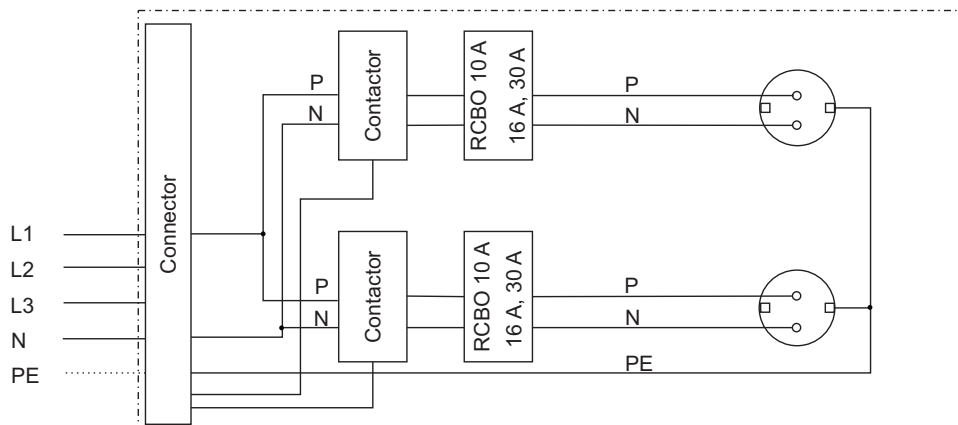 P
N
Contactor
RCBO 10 A
16 A, 30 A
P
N
Connector
L1
L2
L3
N
PE
P
N
Contactor
RCBO 10 A
16 A, 30 A
P
N
PE